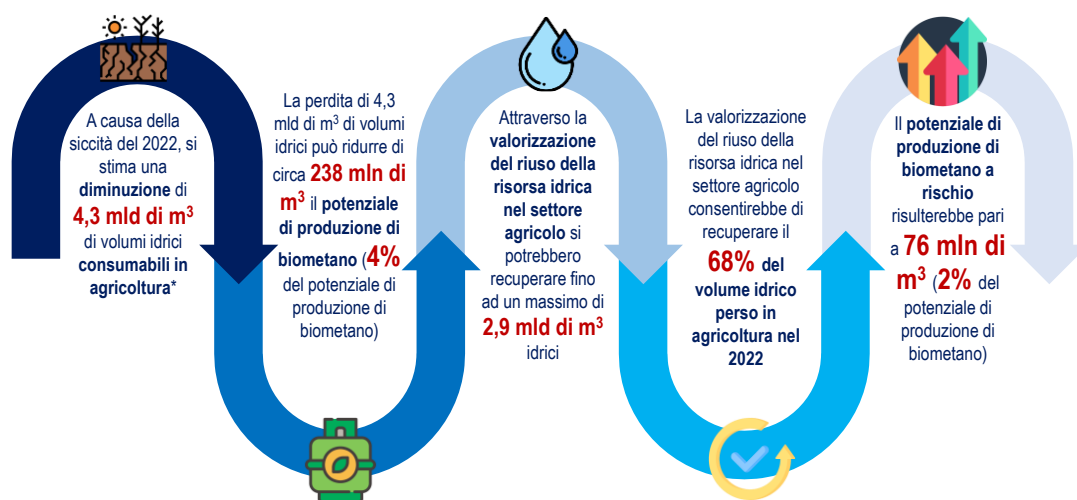 A causa della
siccità del 2022, si
stima una
diminuzione di
4,3 mld di m³
di volumi idrici
consumabili in
agricoltura*
La perdita di 4,3
mld di m³ di volumi
idrici può ridurre di
circa 238 mln di
m³ il potenziale
di produzione di
biometano (4%
del potenziale di
produzione di
biometano)
Attraverso la
valorizzazione
del riuso della
risorsa idrica
nel settore
agricolo si
potrebbero
recuperare fino
ad un massimo di
2,9 mld di m³
idrici
La valorizzazione
del riuso della
risorsa idrica nel
settore agricolo
consentirebbe di
recuperare il
68% del
volume idrico
perso in
agricoltura nel
2022
Il potenziale di
produzione di
biometano a
rischio
risulterebbe pari
a 76 mln di
m³ (2% del
potenziale di
produzione di
biometano)